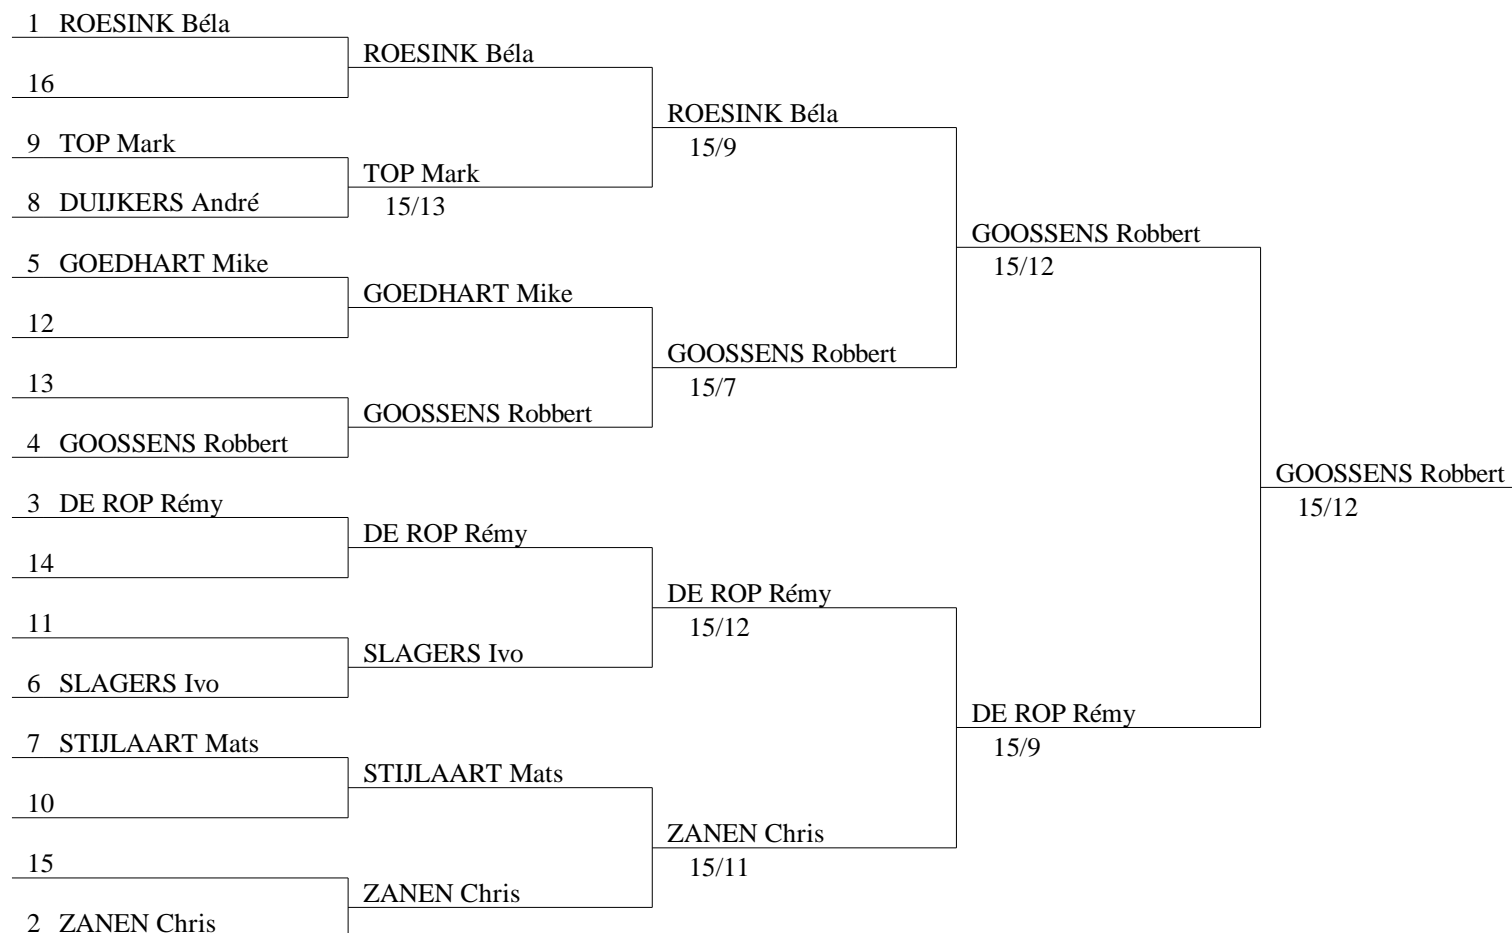 1 ROESINK Béla
16
9 TOP Mark
8 DUIJKERS André
5 GOEDHART Mike
12
13
4 GOOSSENS Robbert
3 DE ROP Rémy
14
11
6 SLAGERS Ivo
7 STIJLAART Mats
10
15
2 ZANEN Chris
ROESINK Béla
TOP Mark
15/13
GOEDHART Mike
GOOSSENS Robbert
DE ROP Rémy
SLAGERS Ivo
STIJLAART Mats
ZANEN Chris
ROESINK Béla
15/9
GOOSSENS Robbert
15/7
DE ROP Rémy
15/12
ZANEN Chris
15/11
GOOSSENS Robbert
15/12
DE ROP Rémy
15/9
GOOSSENS Robbert
15/12